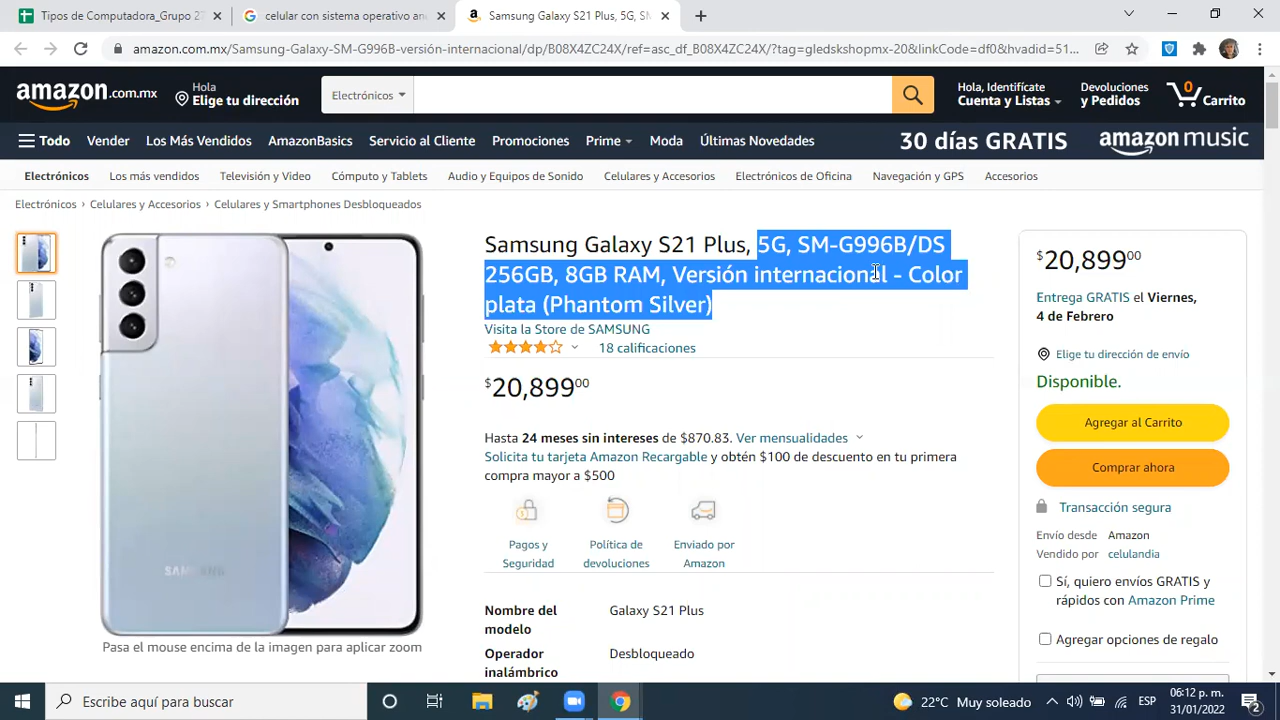 Tipos de Computadora_Grupo 2
celular con sistema operativo an
Samsung Galaxy S21 Plus, 5G, SM
amazon.com.mx/Samsung-Galaxy-SM-G996B-versión-internacional/dp/B08X4ZC24X/ref=asc_df_B08X4ZC24X/?tag=gledskshopmx-20&linkCode=df0&hvadid=51...
amazon.com.mx
Hola
Elige tu dirección
Electrónicos
Hola, Identifícate
Cuenta y Listas
Devoluciones
y Pedidos
0
Carrito
Todo
Vender
Los Más Vendidos
AmazonBasics
Servicio al Cliente
Promociones
Prime
Moda
Últimas Novedades
30 días GRATIS
amazon music
Electrónicos
Los más vendidos
Televisión y Video
Cómputo y Tablets
Audio y Equipos de Sonido
Celulares y Accesorios
Electrónicos de Oficina
Navegación y GPS
Accesorios
Electrónicos › Celulares y Accesorios › Celulares y Smartphones Desbloqueados
SAMSUNG
Pasa el mouse encima de la imagen para aplicar zoom
Samsung Galaxy S21 Plus, 5G, SM-G996B/DS
256GB, 8GB RAM, Versión internacional - Color
plata (Phantom Silver)
Visita la Store de SAMSUNG
18 calificaciones
$20,899⁰⁰
Hasta 24 meses sin intereses de $870.83. Ver mensualidades
Solicita tu tarjeta Amazon Recargable y obtén $100 de descuento en tu primera
compra mayor a $500
Pagos y
Seguridad
Política de
devoluciones
Enviado por
Amazon
Nombre del
modelo
Galaxy S21 Plus
Operador
inalámbrico
Desbloqueado
$20,899⁰⁰
Entrega GRATIS el Viernes,
4 de Febrero
Elige tu dirección de envío
Disponible.
Agregar al Carrito
Comprar ahora
Transacción segura
Envío desde Amazon
Vendido por celulandia
Sí, quiero envíos GRATIS y
rápidos con Amazon Prime
Agregar opciones de regalo
Escribe aquí para buscar
22°C Muy soleado
ESP
06:12 p. m.
31/01/2022
2